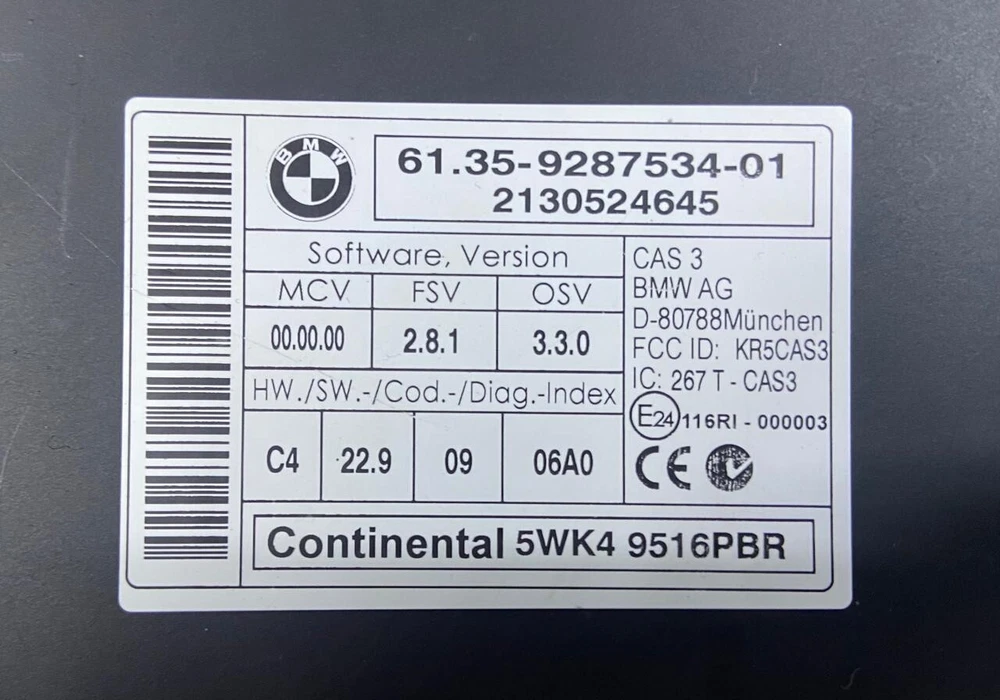 BMW
61.35-9287534-01
2130524645
Software, Version
MCV FSV OSV
00.00.00 2.8.1 3.3.0
HW./SW.-/Cod.-/Diag.-Index
C4 22.9 09 06A0
CAS 3
BMW AG
D-80788München
FCC ID: KR5CAS3
IC: 267 T - CAS3
E24 116RI - 000003
CE
Continental 5WK4 9516PBR